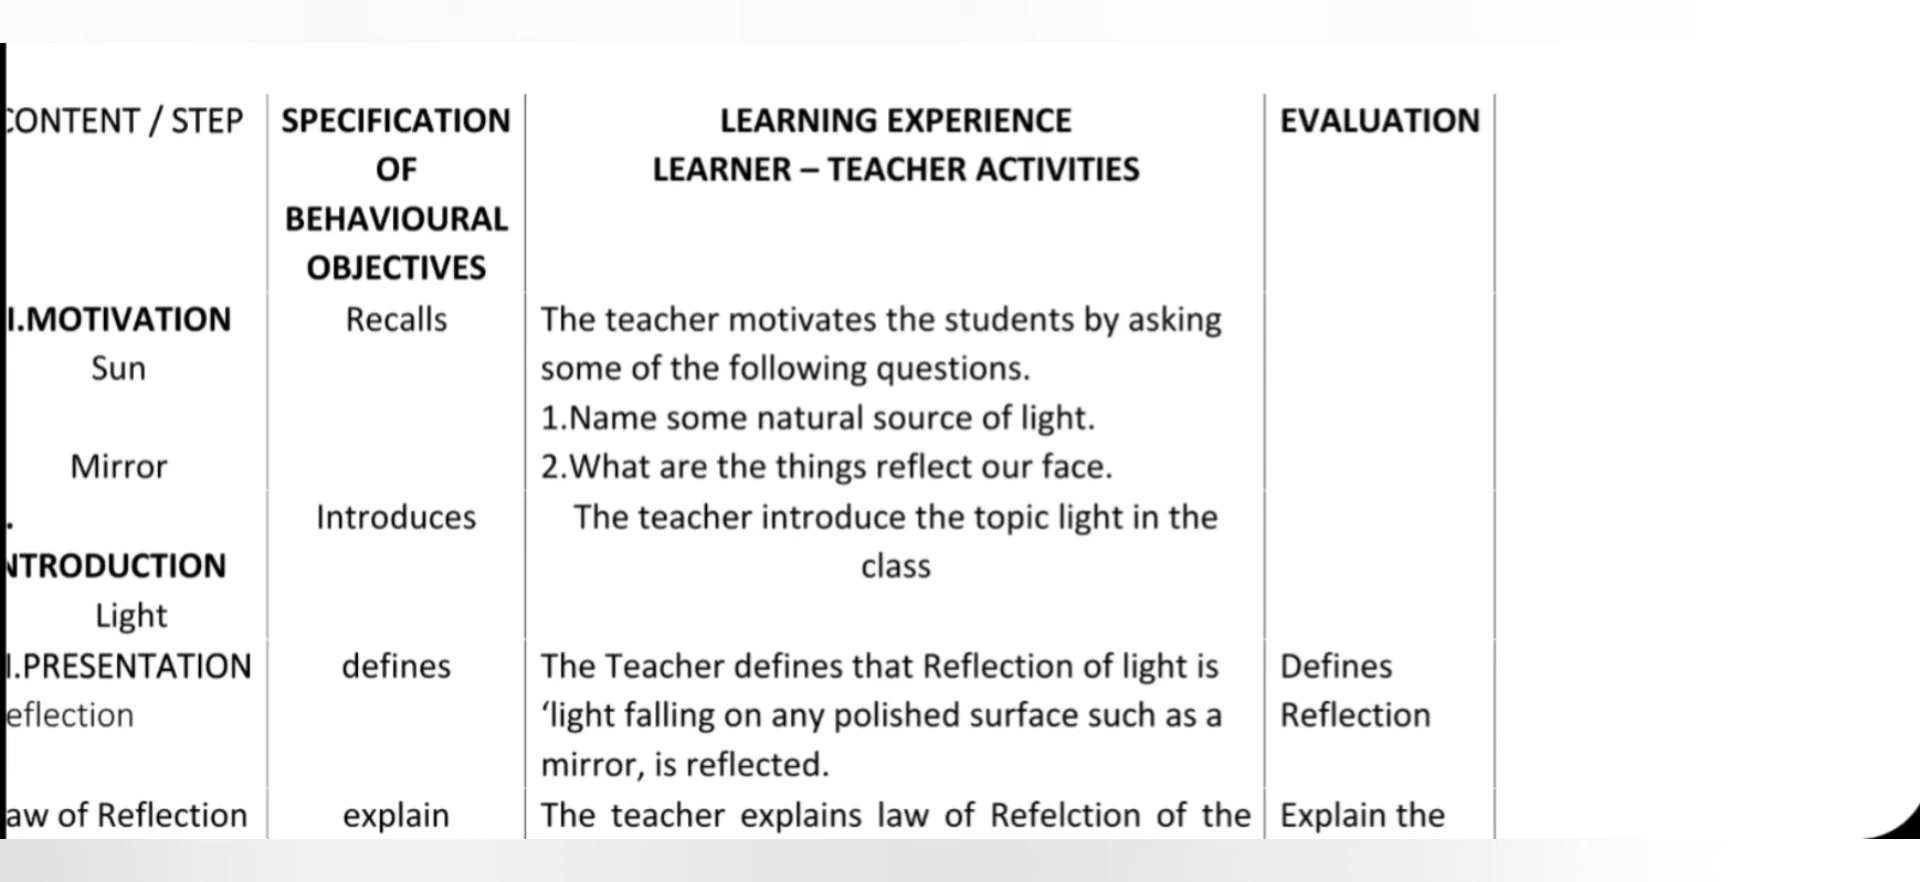 CONTENT / STEP
SPECIFICATION
OF
BEHAVIOURAL
OBJECTIVES
LEARNING EXPERIENCE
LEARNER – TEACHER ACTIVITIES
EVALUATION
I.MOTIVATION
Sun
Mirror
Recalls
The teacher motivates the students by asking
some of the following questions.
1.Name some natural source of light.
2.What are the things reflect our face.
.
NTRODUCTION
Light
Introduces
The teacher introduce the topic light in the
class
I.PRESENTATION
eflection
defines
The Teacher defines that Reflection of light is
‘light falling on any polished surface such as a
mirror, is reflected.
Defines
Reflection
aw of Reflection
explain
The teacher explains law of Refelction of the
Explain the